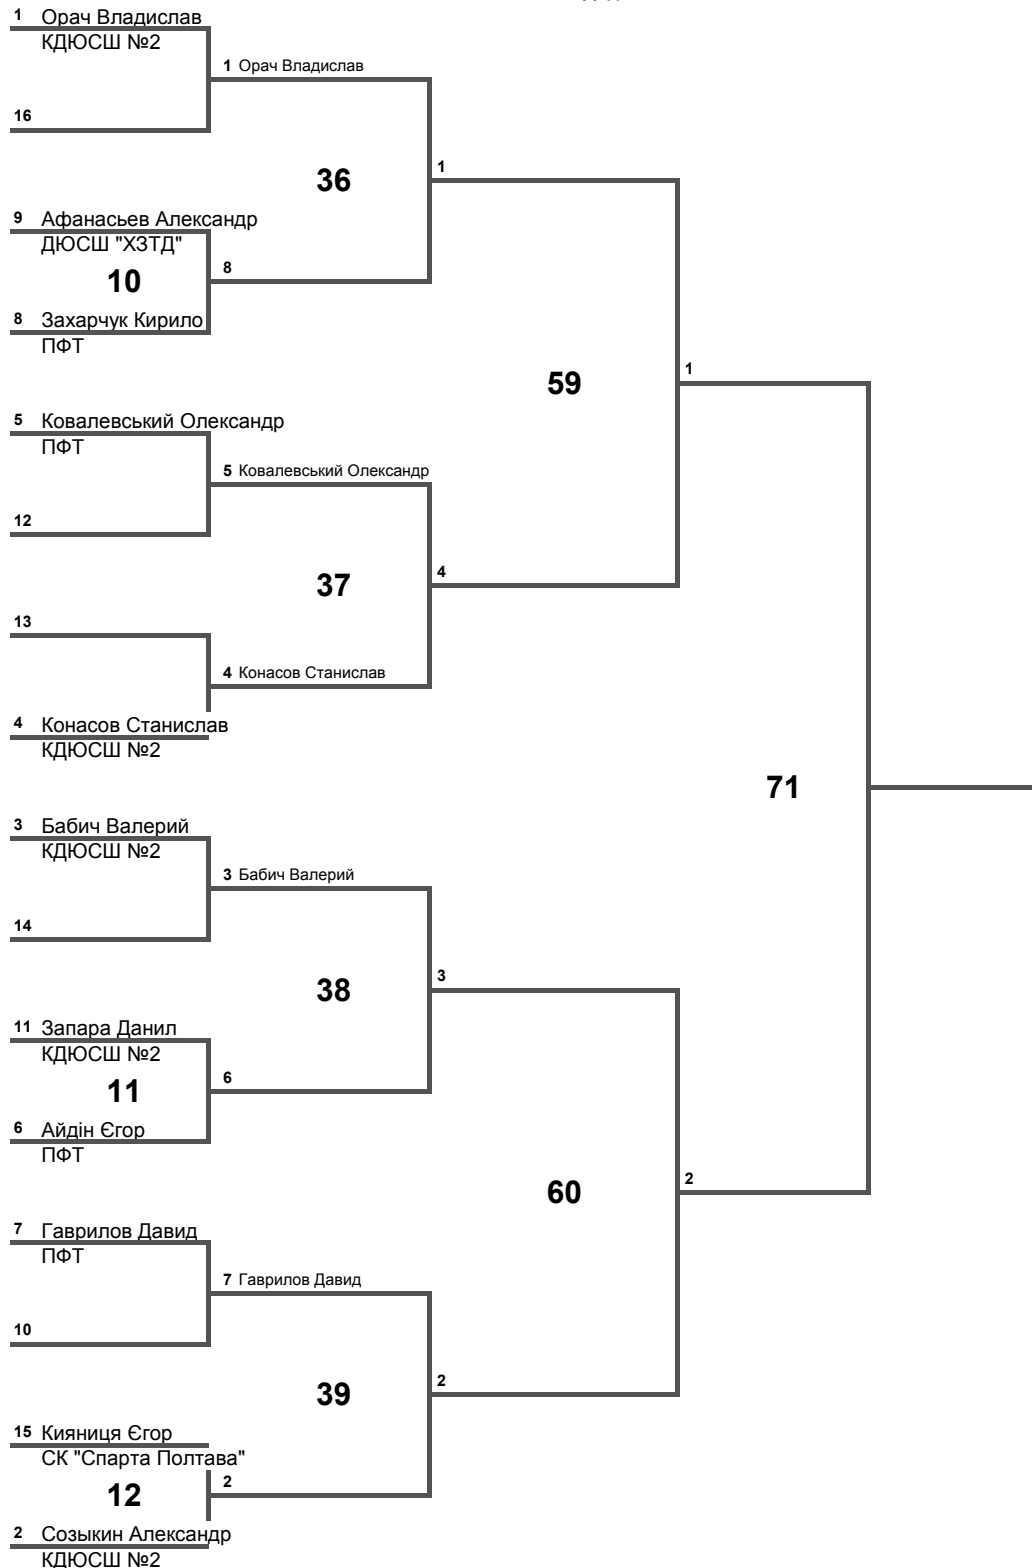 1 Орач Владислав
КДЮСШ №2
1 Орач Владислав
16
36
1
9 Афанасьев Александр
ДЮСШ "ХЗТД"
10
8
8 Захарчук Кирило
ПФТ
59
1
5 Ковалевський Олександр
ПФТ
5 Ковалевський Олександр
12
37
4
13
4 Конасов Станислав
4 Конасов Станислав
КДЮСШ №2
71
3 Бабич Валерий
КДЮСШ №2
3 Бабич Валерий
14
38
3
11 Запара Данил
КДЮСШ №2
11
6
6 Айдін Єгор
ПФТ
60
2
7 Гаврилов Давид
ПФТ
7 Гаврилов Давид
10
39
2
15 Кияниця Єгор
СК "Спарта Полтава"
12
2
2 Созыкин Александр
КДЮСШ №2